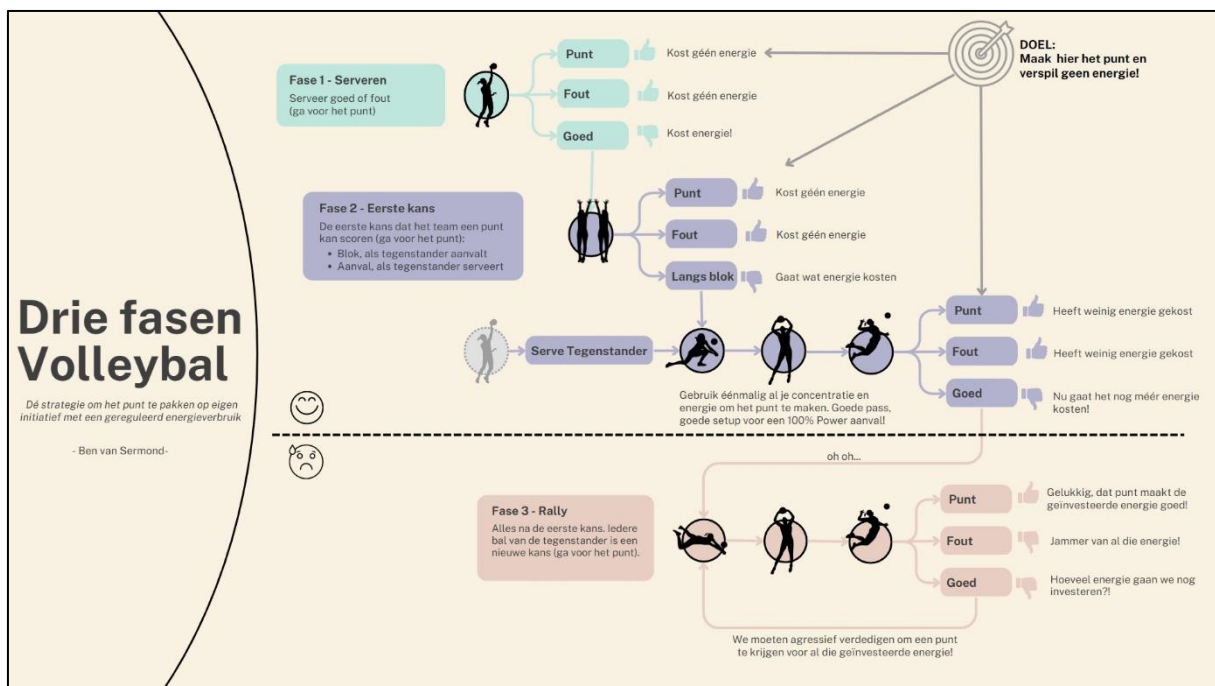 Drie fasen
Volleybal
Dé strategie om het punt te pakken op eigen
initiatief met een gereguleerd energieverbruik
- Ben van Sermond-
Fase 1 - Serveren
Serveer goed of fout
(ga voor het punt)
Punt
Kost géén energie
Fout
Kost géén energie
Goed
Kost energie!
DOEL:
Maak hier het punt en
verspil geen energie!
Fase 2 - Eerste kans
De eerste kans dat het team een punt
kan scoren (ga voor het punt):
• Blok, als tegenstander aanvalt
• Aanval, als tegenstander serveert
Punt
Kost géén energie
Fout
Kost géén energie
Langs blok
Gaat wat energie kosten
Serve Tegenstander
Gebruik éénmalig al je concentratie en
energie om het punt te maken. Goede pass,
goede setup voor een 100% Power aanval!
Punt
Heeft weinig energie gekost
Fout
Heeft weinig energie gekost
Goed
Nu gaat het nog méér energie
kosten!
oh oh...
Fase 3 - Rally
Alles na de eerste kans. Iedere
bal van de tegenstander is een
nieuwe kans (ga voor het punt).
Punt
Gelukkig, dat punt maakt de
geïnvesteerde energie goed!
Fout
Jammer van al die energie!
Goed
Hoeveel energie gaan we nog
investeren?!
We moeten agressief verdedigen om een punt
te krijgen voor al die geïnvesteerde energie!